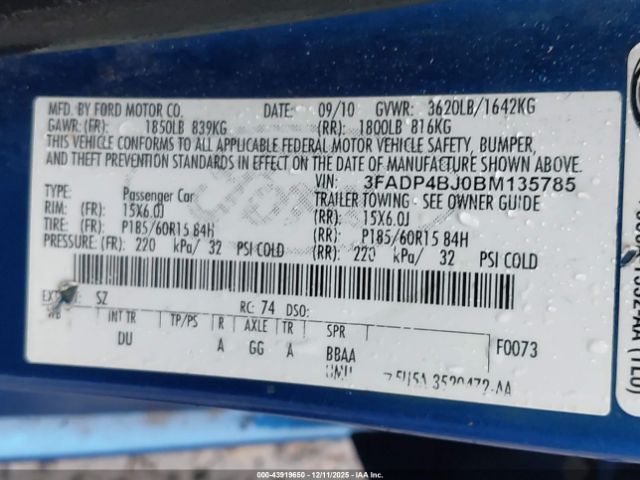 MFD. BY FORD MOTOR CO. DATE: 09/10 GVWR: 3620LB/1642KG
GAWR: (FR): 1850LB 839KG (RR): 1800LB 816KG
THIS VEHICLE CONFORMS TO ALL APPLICABLE FEDERAL MOTOR VEHICLE SAFETY, BUMPER,
AND THEFT PREVENTION STANDARDS IN EFFECT ON THE DATE OF MANUFACTURE SHOWN ABOVE.
VIN: 3FADP4BJ0BM135785
TYPE: Passenger Car TRAILER TOWING - SEE OWNER GUIDE
RIM: (FR): 15X6.0J (RR): 15X6.0J
TIRE: (FR): P185/60R15 84H (RR): P185/60R15 84H
PRESSURE: (FR): 220 kPa/ 32 PSI COLD (RR): 220 kPa/ 32 PSI COLD
SZ RC: 74 DSO:
WB INT TR TP/PS R AXLE TR SPR
DU A GG A BBAA F0073
000-43919650 - 12/11/2025 - IAAI.COM